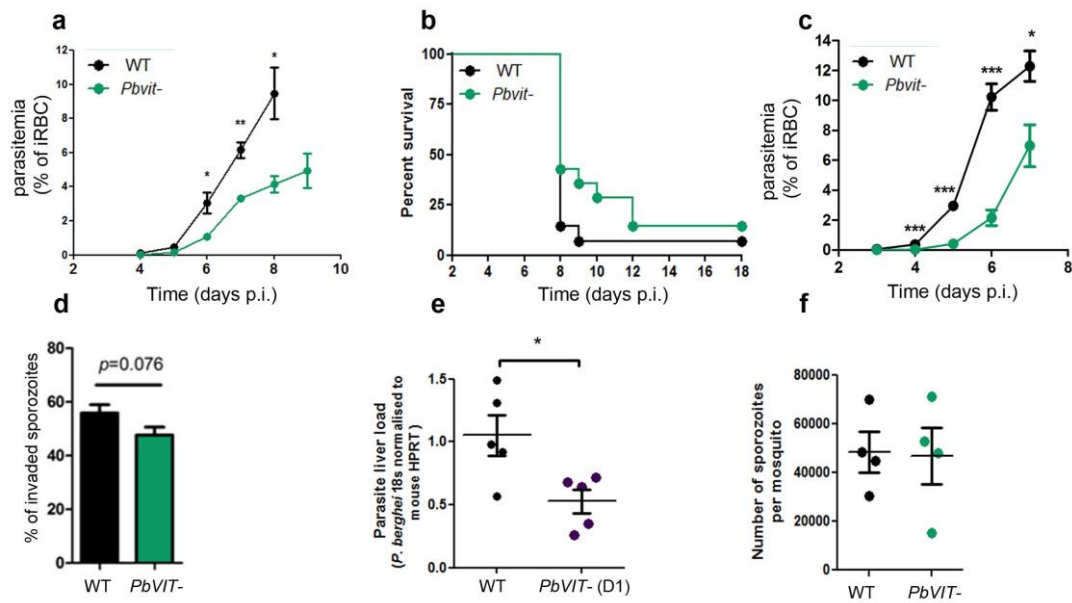 a
parasitemia
(% of iRBC)
12
10
8
6
4
2
0
WT
Pbvit-
*
**
*
2
4
6
8
10
Time (days p.i.)
b
Percent survival
100
75
50
25
0
WT
Pbvit-
2
4
6
8
10
12
14
16
18
Time (days p.i.)
c
parasitemia
(% of iRBC)
14
12
10
8
6
4
2
0
WT
Pbvit-
***
***
***
*
2
4
6
8
Time (days p.i.)
d
% of invaded sporozoites
80
60
40
20
0
p=0.076
WT
PbVIT-
e
Parasite liver load
(P. berghei 18s normalised to
mouse HPRT)
1.5
1.0
0.5
0.0
*
WT
PbVIT- (D1)
f
Number of sporozoites
per mosquito
80000
60000
40000
20000
0
WT
PbVIT-